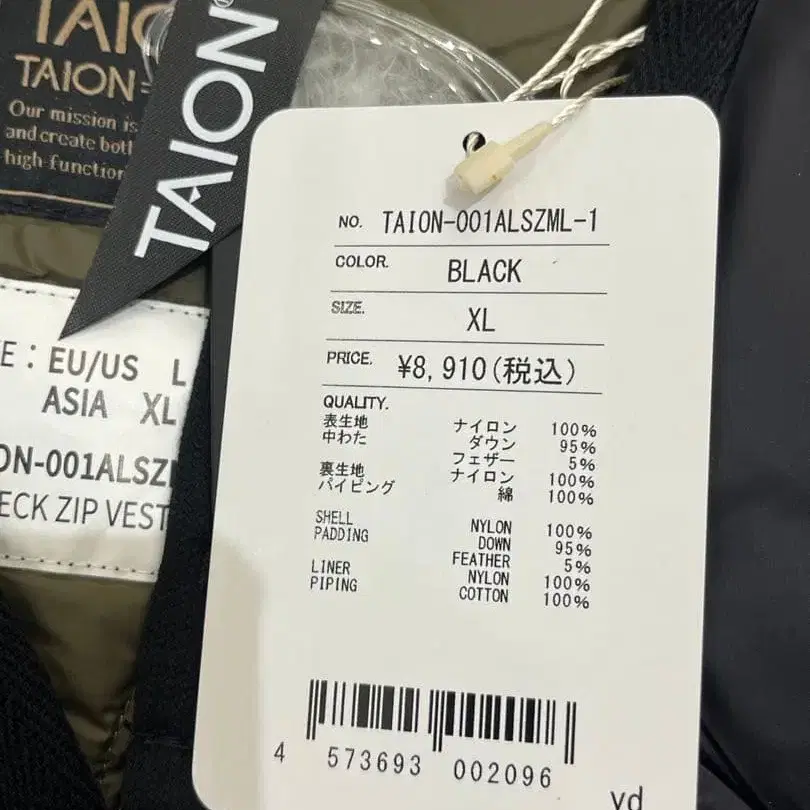 TAION
Our mission is
and create both
high-function
TAION
EU/US L
ASIA XL
-001ALSZ
ZIP VEST
NO. TAION-001ALSZML-1
COLOR. BLACK
SIZE. XL
PRICE. ¥8,910(税込)
QUALITY.
表生地 ナイロン 100%
中わた ダウン 95%
フェザー 5%
裏生地 ナイロン 100%
パイピング 綿 100%
SHELL NYLON 100%
PADDING DOWN 95%
FEATHER 5%
LINER NYLON 100%
PIPING COTTON 100%
4 573693 002096
yd